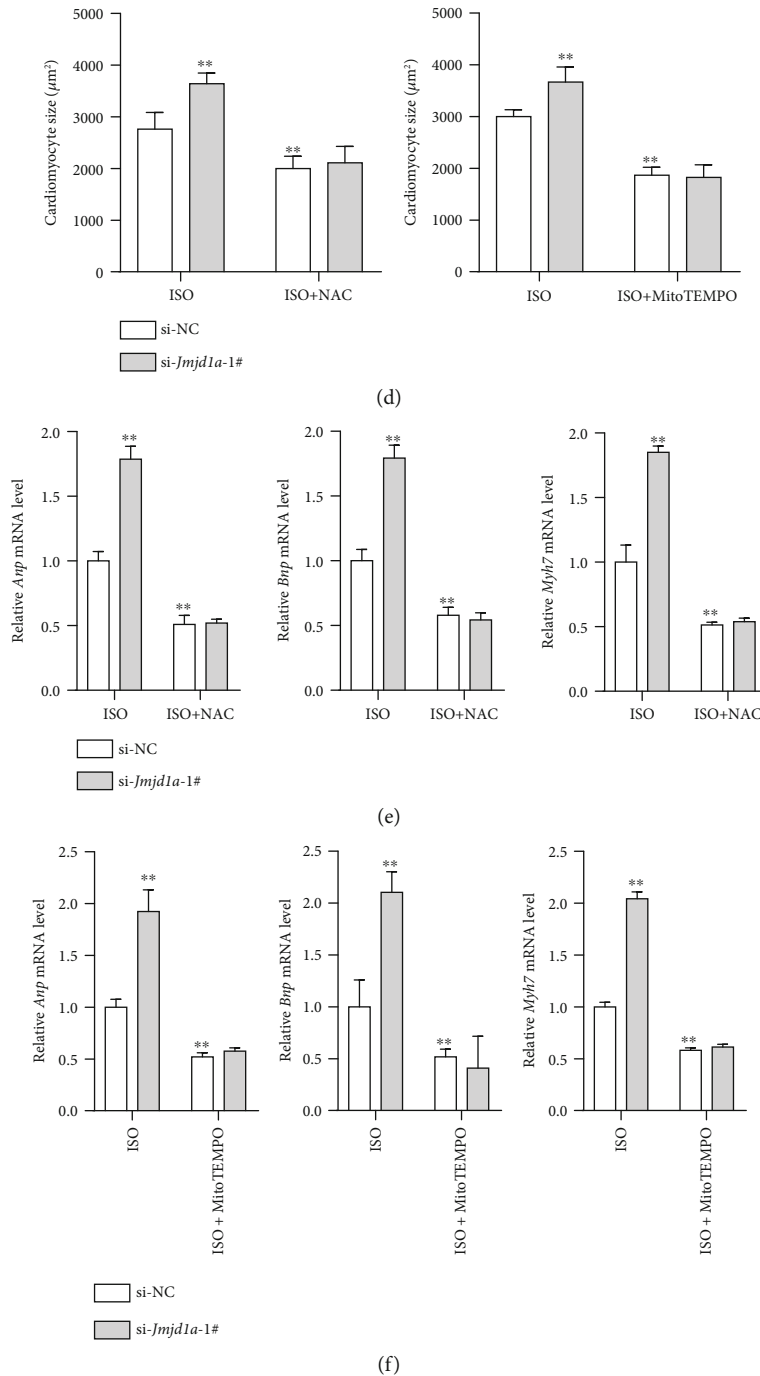 Cardiomyocyte size (μm²)
5000
4000
3000
2000
1000
0
**
**
ISO
ISO+NAC
Cardiomyocyte size (μm²)
5000
4000
3000
2000
1000
0
**
**
ISO
ISO+MitoTEMPO
si-NC
si-Jmjd1a-1#
(d)
Relative Anp mRNA level
2.0
1.5
1.0
0.5
0.0
**
**
ISO
ISO+NAC
Relative Bnp mRNA level
2.0
1.5
1.0
0.5
0.0
**
**
ISO
ISO+NAC
Relative Myh7 mRNA level
2.0
1.5
1.0
0.5
0.0
**
**
ISO
ISO+NAC
si-NC
si-Jmjd1a-1#
(e)
Relative Anp mRNA level
2.5
2.0
1.5
1.0
0.5
0.0
**
**
ISO
ISO + MitoTEMPO
Relative Bnp mRNA level
2.5
2.0
1.5
1.0
0.5
0.0
**
**
ISO
ISO + MitoTEMPO
Relative Myh7 mRNA level
2.5
2.0
1.5
1.0
0.5
0.0
**
**
ISO
ISO + MitoTEMPO
si-NC
si-Jmjd1a-1#
(f)